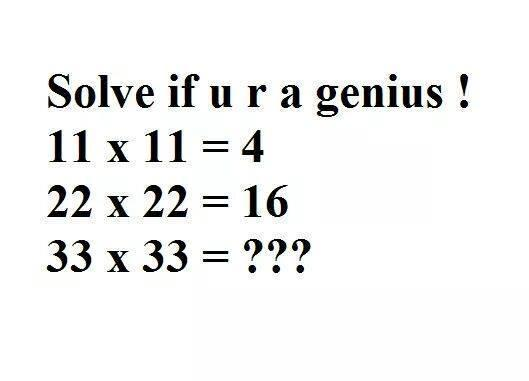 Solve if u r a genius !
11 x 11 = 4
22 x 22 = 16
33 x 33 = ???